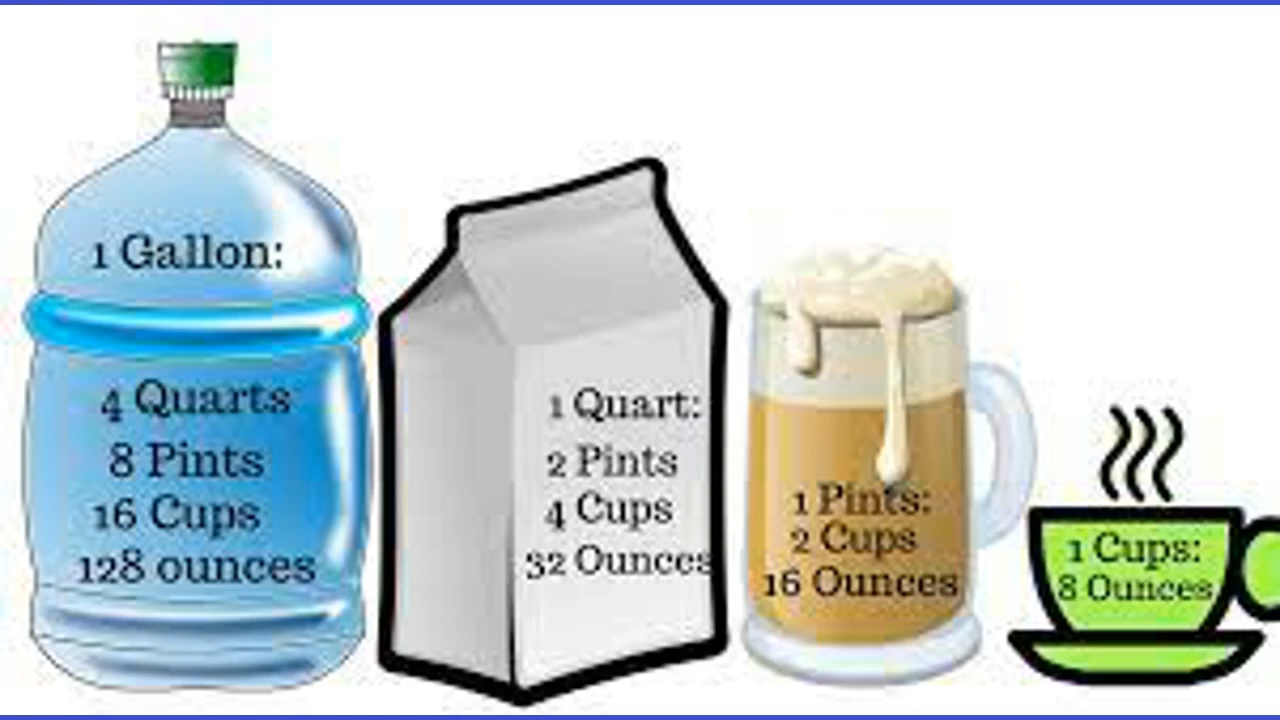 1 Gallon:
4 Quarts
8 Pints
16 Cups
128 ounces
1 Quart:
2 Pints
4 Cups
32 Ounces
1 Pints:
2 Cups
16 Ounces
1 Cups:
8 Ounces